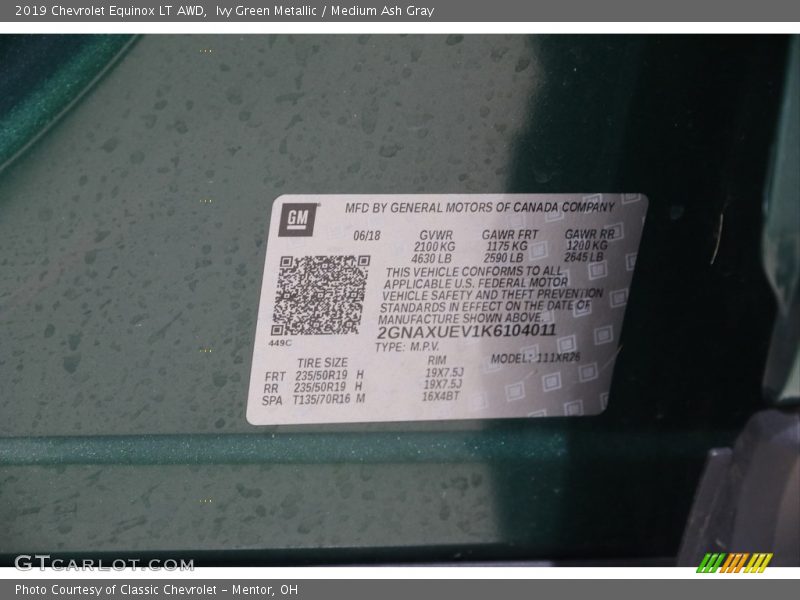 2019 Chevrolet Equinox LT AWD,  Ivy Green Metallic / Medium Ash Gray
GM
MFD BY GENERAL MOTORS OF CANADA COMPANY
06/18 GVWR GAWR FRT GAWR RR
2100 KG 1175 KG 1200 KG
4630 LB 2590 LB 2645 LB
THIS VEHICLE CONFORMS TO ALL
APPLICABLE U.S. FEDERAL MOTOR
VEHICLE SAFETY AND THEFT PREVENTION
STANDARDS IN EFFECT ON THE DATE OF
MANUFACTURE SHOWN ABOVE.
2GNAXUEV1K6104011
449C
TYPE: M.P.V. MODEL: 111XR26
TIRE SIZE RIM
FRT 235/50R19 H 19X7.5J
RR 235/50R19 H 19X7.5J
SPA T135/70R16 M 16X4BT
GTcarlot.com
Photo Courtesy of Classic Chevrolet - Mentor, OH